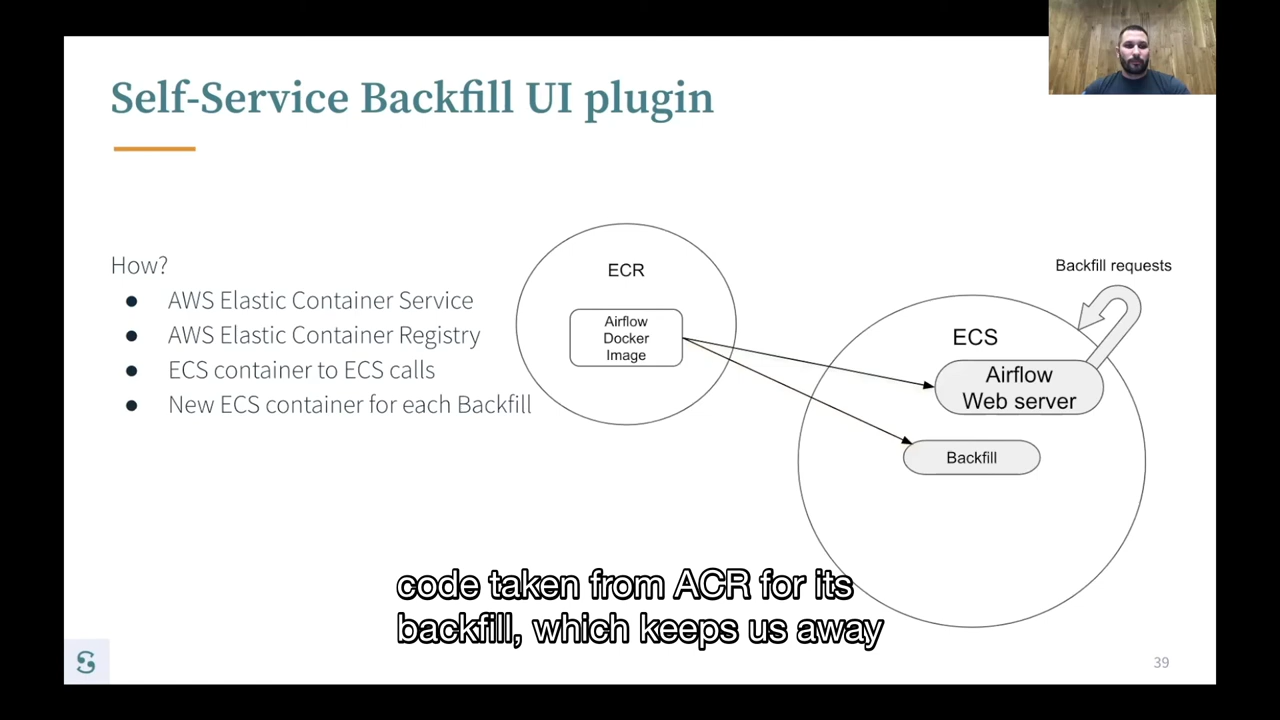 Self-Service Backfill UI plugin
How?
● AWS Elastic Container Service
● AWS Elastic Container Registry
● ECS container to ECS calls
● New ECS container for each Backfill
ECR
Airflow
Docker
Image
Backfill requests
ECS
Airflow
Web server
Backfill
code taken from ACR for its
backfill, which keeps us away
39